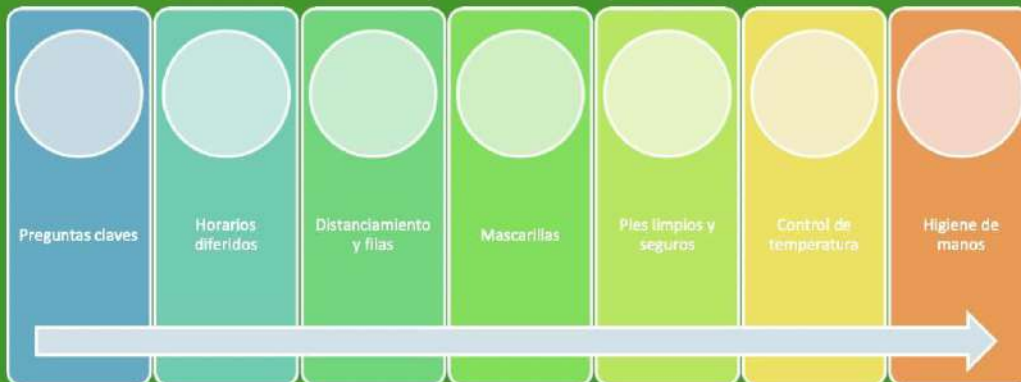 Preguntas claves
Horarios
diferidos
Distanciamiento
y filas
Mascarillas
Pies limpios y
seguros
Control de
temperatura
Higiene de
manos